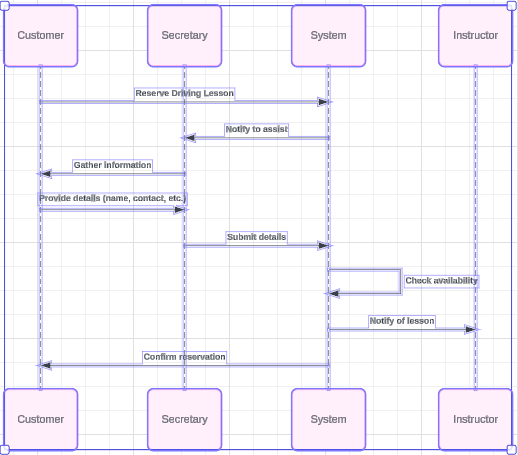 Customer
Secretary
System
Instructor
Reserve Driving Lesson
Notify to assist
Gather information
Provide details (name, contact, etc.)
Submit details
Check availability
Notify of lesson
Confirm reservation
Customer
Secretary
System
Instructor